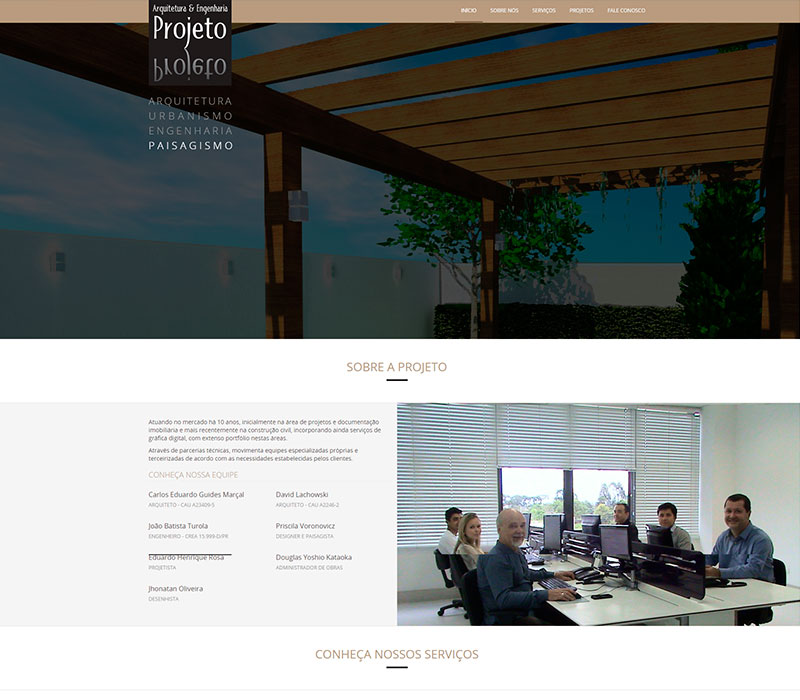 Arquitetura & Engenharia
Projeto
INÍCIO SOBRE NÓS SERVIÇOS PROJETOS FALE CONOSCO
ARQUITETURA
URBANISMO
ENGENHARIA
PAISAGISMO
SOBRE A PROJETO
Atuando no mercado há 10 anos, inicialmente na área de projetos e documentação
imobiliária e mais recentemente na construção civil, incorporando ainda serviços de
gráfica digital, com extenso portfolio nestas áreas.
Através de parcerias técnicas, movimenta equipes especializadas próprias e
terceirizadas de acordo com as necessidades estabelecidas pelos clientes.
CONHEÇA NOSSA EQUIPE
Carlos Eduardo Guides Marçal David Lachowski
ARQUITETO - CAU A23409-5 ARQUITETO - CAU A2246-2
João Batista Turola Priscila Voronovicz
ENGENHEIRO - CREA 15.969-D/PR DESIGNER E PAISAGISTA
Eduardo Henrique Rosa Douglas Yoshio Kataoka
PROJETISTA ADMINISTRADOR DE OBRAS
Jhonatan Oliveira
DESENHISTA
CONHEÇA NOSSOS SERVIÇOS